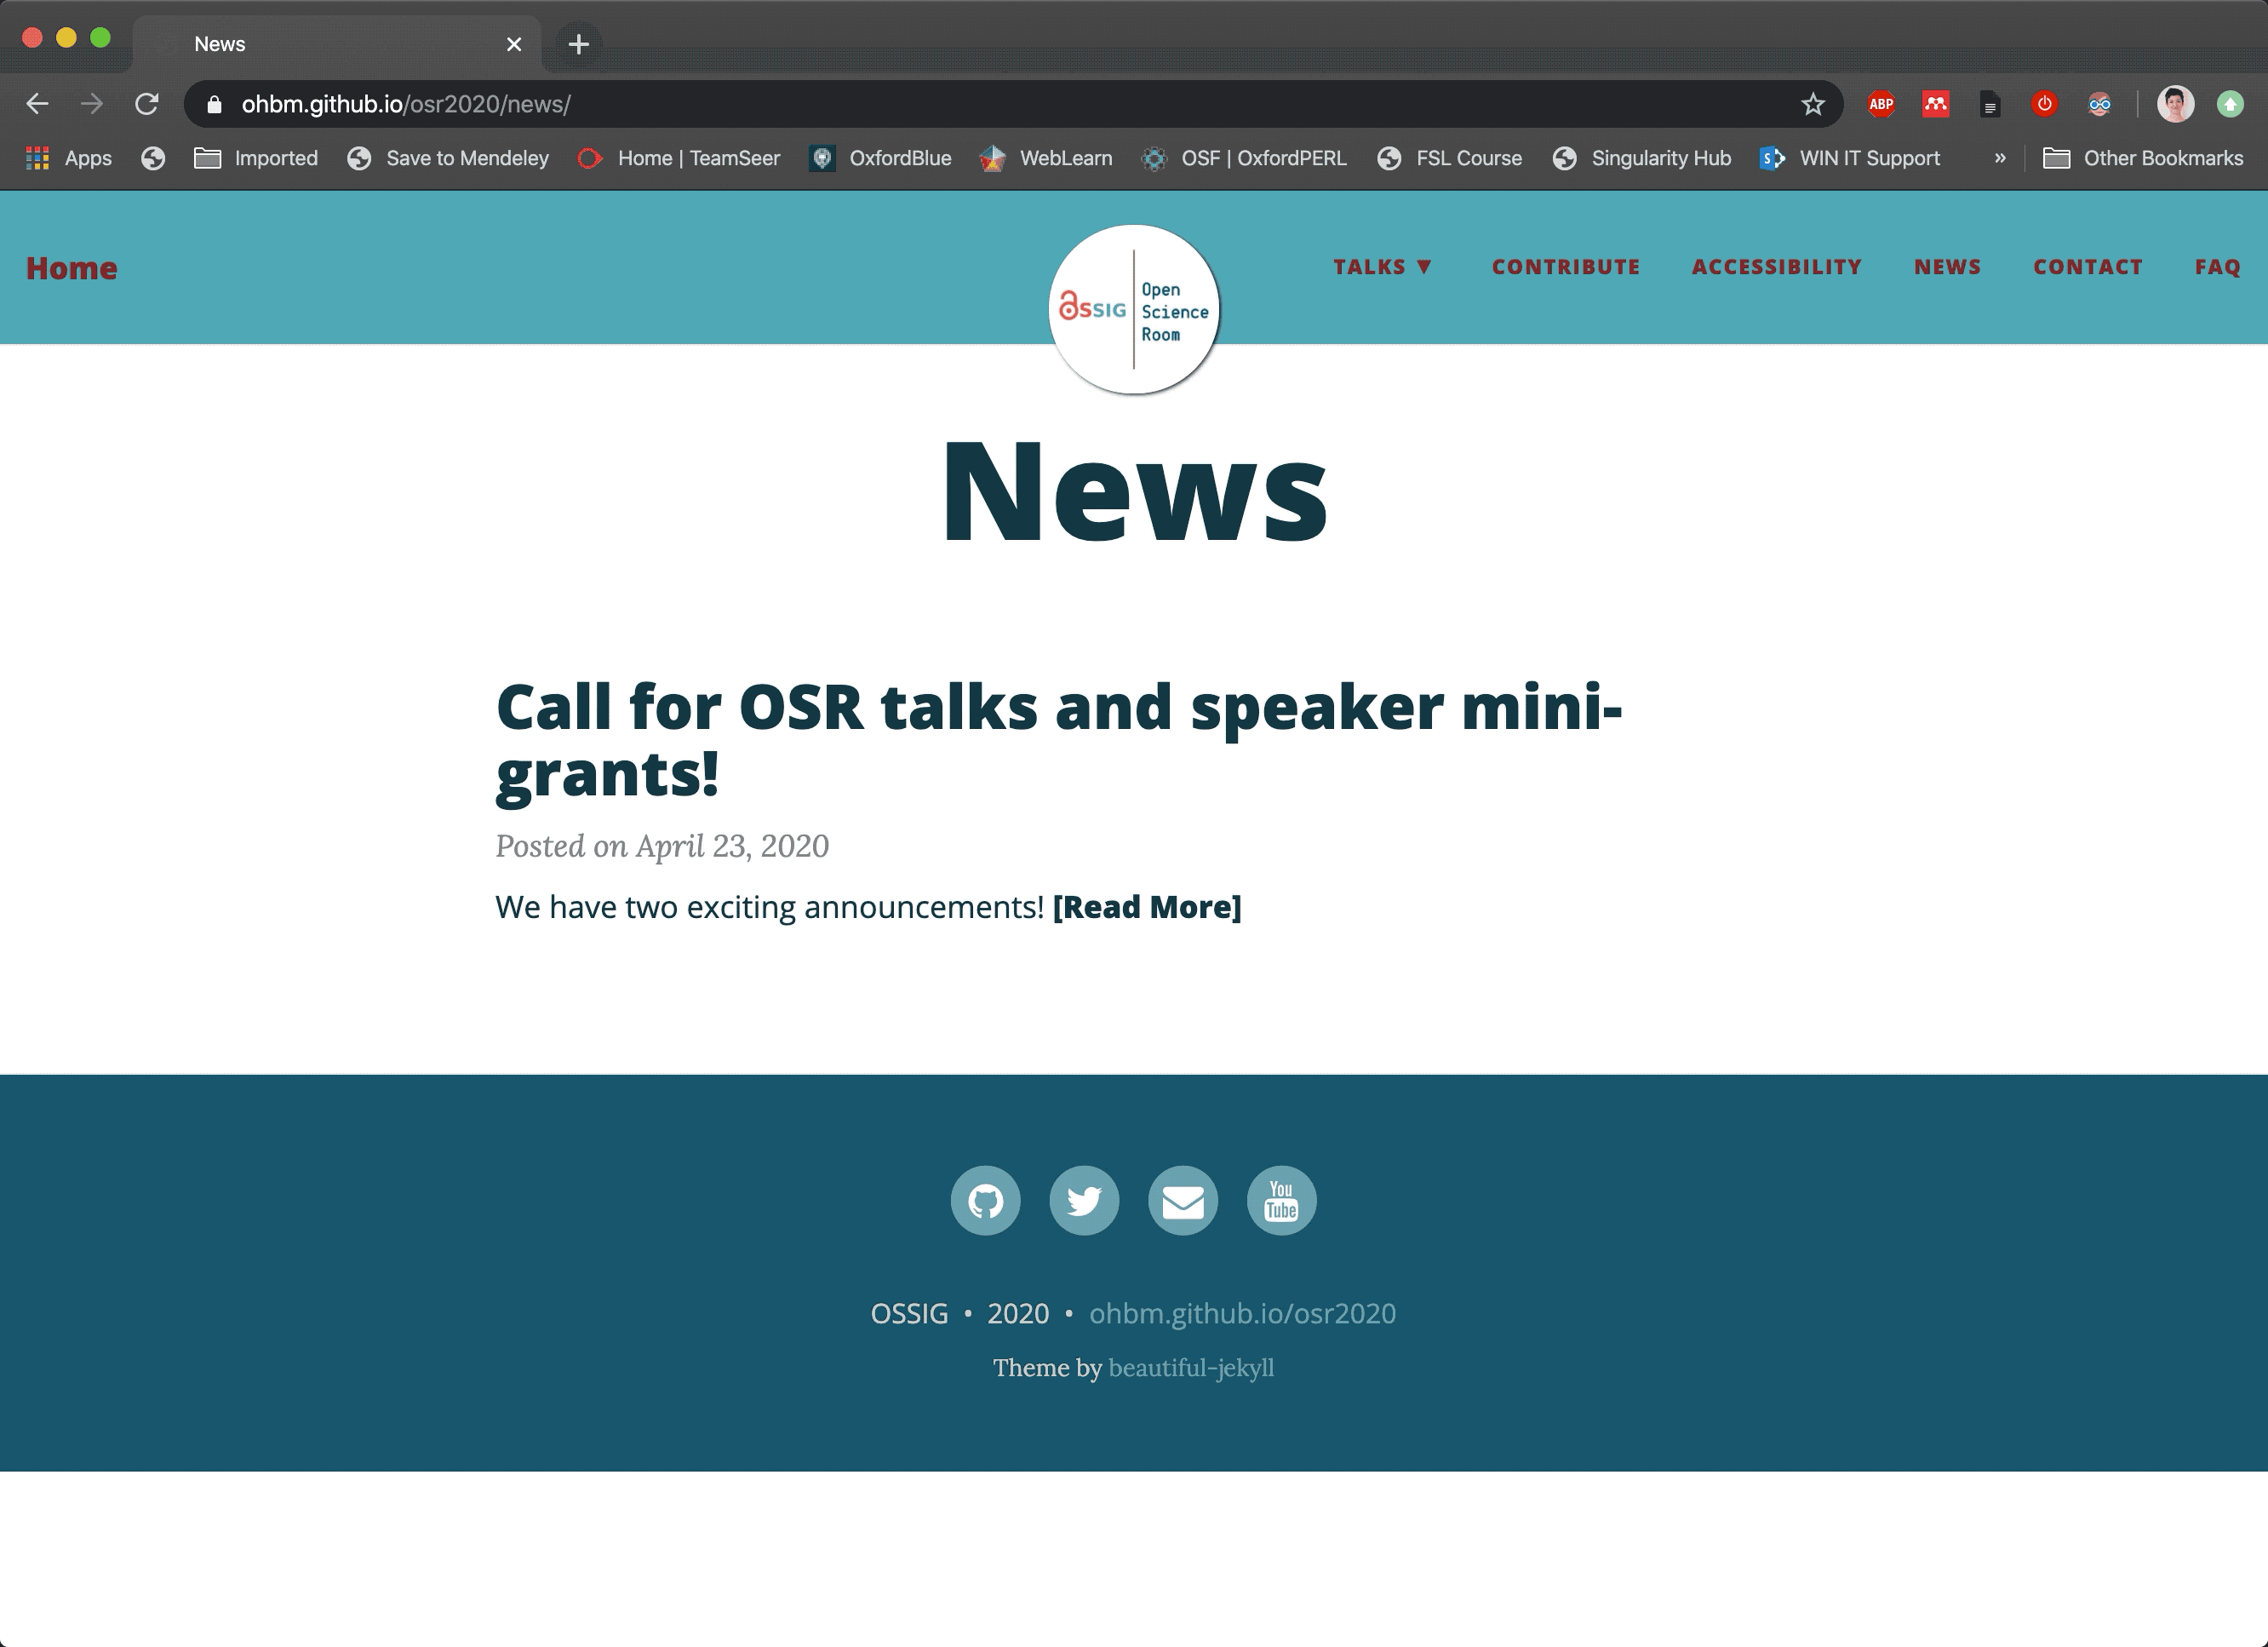 News
ohbm.github.io/osr2020/news/
ABP
Apps Imported Save to Mendeley Home | TeamSeer OxfordBlue WebLearn OSF | OxfordPERL FSL Course Singularity Hub S WIN IT Support » Other Bookmarks
Home
OSSIG
Open
Science
Room
TALKS ▼ CONTRIBUTE ACCESSIBILITY NEWS CONTACT FAQ
News
Call for OSR talks and speaker mini-
grants!
Posted on April 23, 2020
We have two exciting announcements! [Read More]
You
Tube
OSSIG • 2020 • ohbm.github.io/osr2020
Theme by beautiful-jekyll